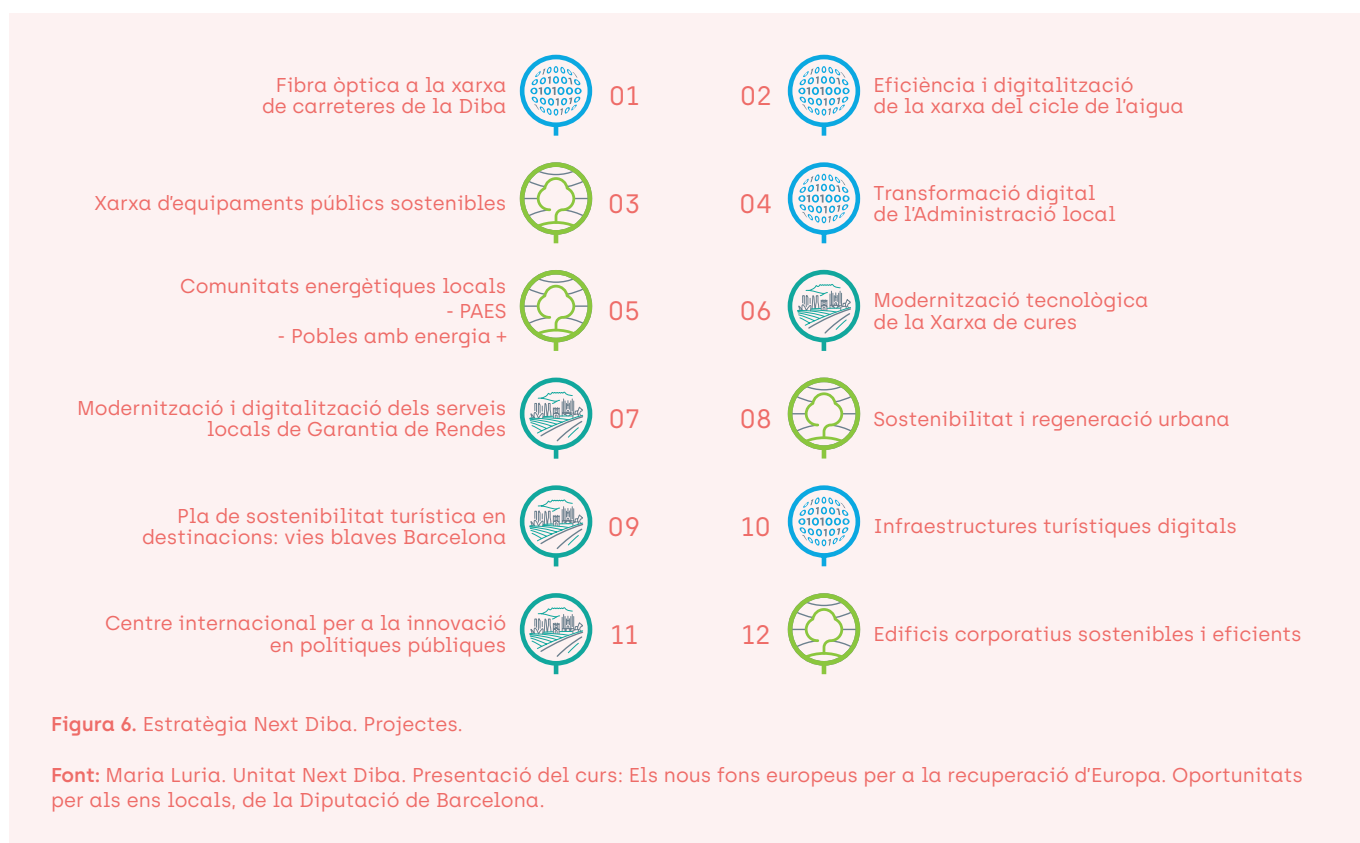 Fibra òptica a la xarxa
de carreteres de la Diba
01
02
Eficiència i digitalització
de la xarxa del cicle de l'aigua
Xarxa d'equipaments públics sostenibles
03
04
Transformació digital
de l'Administració local
Comunitats energètiques locals
- PAES
- Pobles amb energia +
05
06
Modernització tecnològica
de la Xarxa de cures
Modernització i digitalització dels serveis
locals de Garantia de Rendes
07
08
Sostenibilitat i regeneració urbana
Pla de sostenibilitat turística en
destinacions: vies blaves Barcelona
09
10
Infraestructures turístiques digitals
Centre internacional per a la innovació
en polítiques públiques
11
12
Edificis corporatius sostenibles i eficients
Figura 6. Estratègia Next Diba. Projectes.
Font: Maria Luria. Unitat Next Diba. Presentació del curs: Els nous fons europeus per a la recuperació d'Europa. Oportunitats
per als ens locals, de la Diputació de Barcelona.